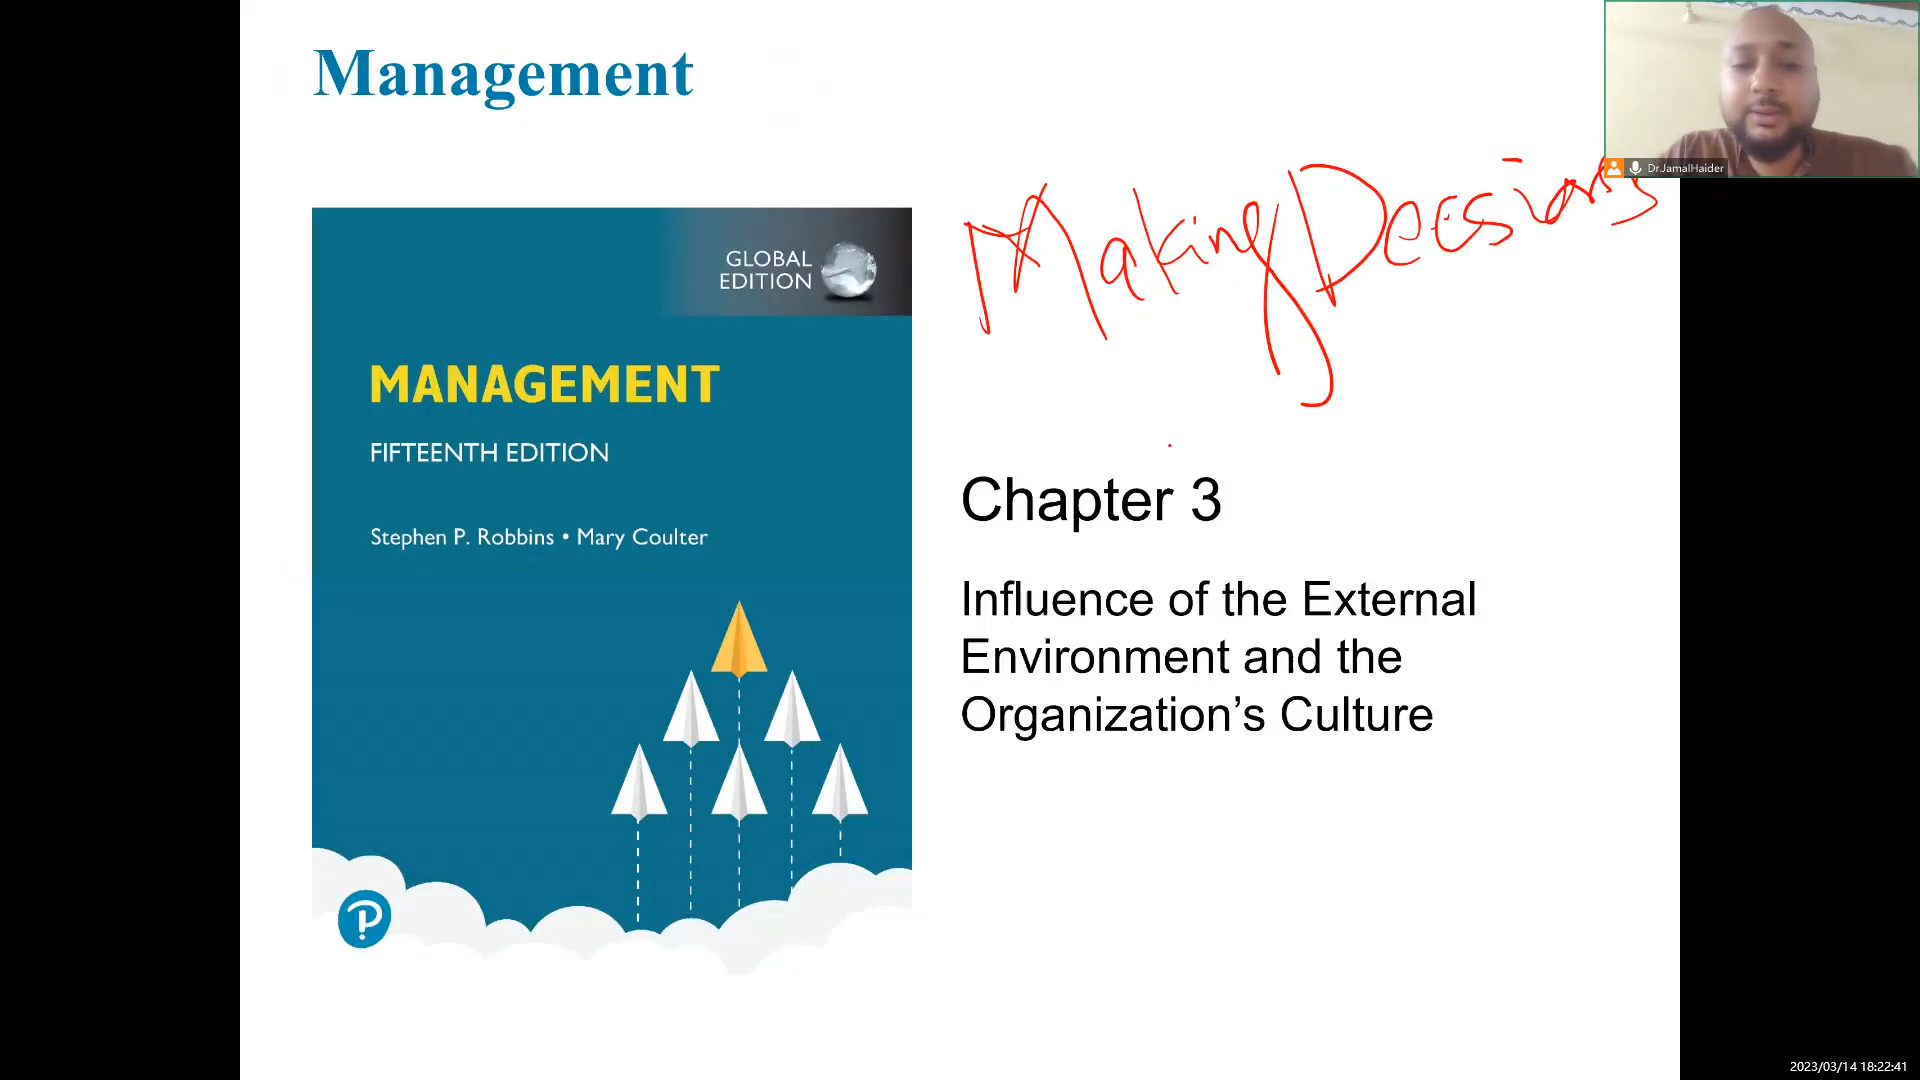 Management
Dr.JamalHaider
Making Decssions
GLOBAL
EDITION
MANAGEMENT
FIFTEENTH EDITION
Stephen P. Robbins • Mary Coulter
P
Chapter 3
Influence of the External
Environment and the
Organization’s Culture
2023/03/14 18:22:41